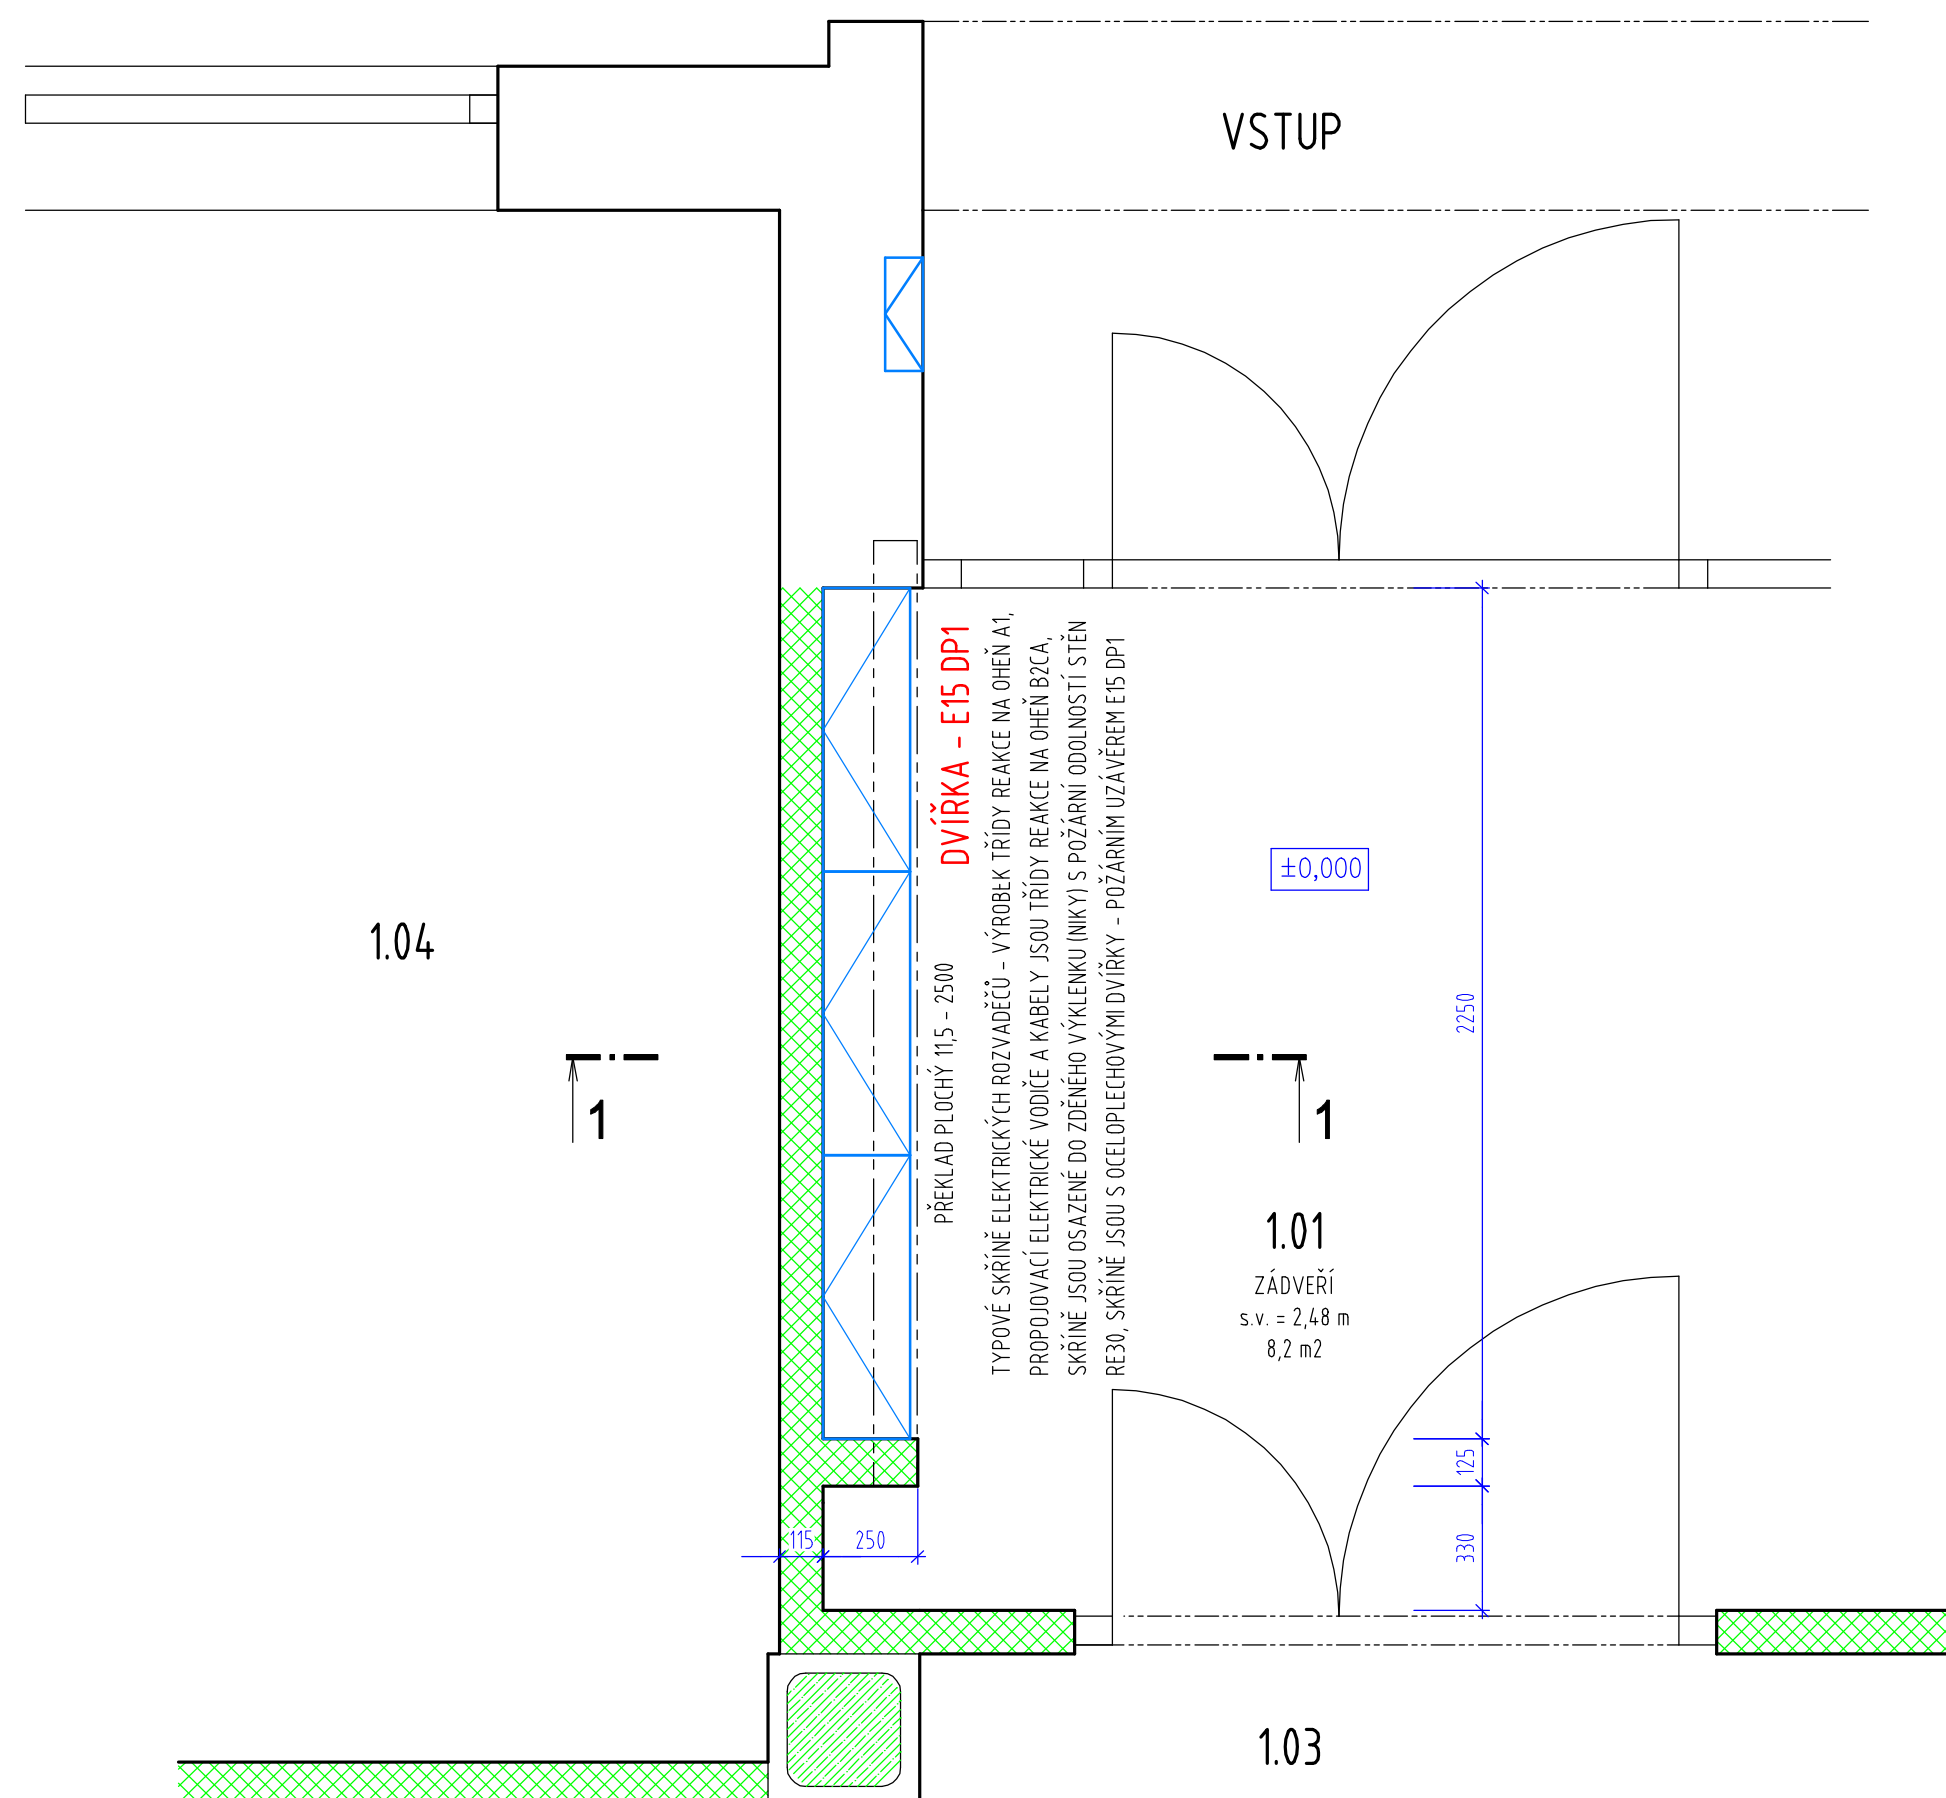 VSTUP
DVÍŘKA - E15 DP1
PŘEKLAD PLOCHÝ 11,5 - 2500
TYPOVÉ SKŘÍNĚ ELEKTRICKÝCH ROZVADĚČŮ - VÝROBEK TŘÍDY REAKCE NA OHEŇ A1,
PROPOJOVACÍ ELEKTRICKÉ VODIČE A KABELY JSOU TŘÍDY REAKCE NA OHEŇ B2CA,
SKŘÍNĚ JSOU OSAZENÉ DO ZDĚNÉHO VÝKLENKU (NIKY) S POŽÁRNÍ ODOLNOSTÍ STĚN
RE30, SKŘÍNĚ JSOU S OCELOPLECHOVÝMI DVÍŘKY - POŽÁRNÍM UZÁVĚREM E15 DP1
±0,000
1.04
2250
1
1
1.01
ZÁDVEŘÍ
s.v. = 2,48 m
8,2 m2
125
330
115
250
1.03